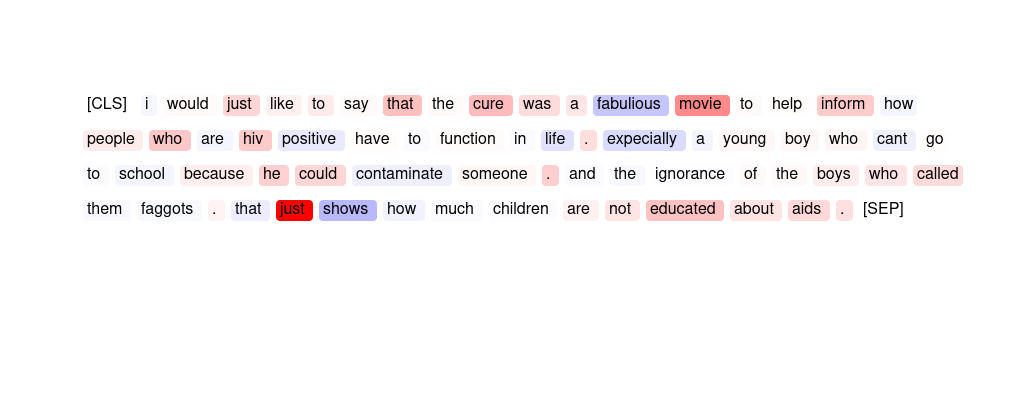 [CLS] i would just like to say that the cure was a fabulious movie to help inform how
people who are hiv positive have to function in life . expecially a young boy who cant go
to school because he could contaminate someone . and the ignorance of the boys who called
them faggots . that just shows how much children are not educated about aids . [SEP]